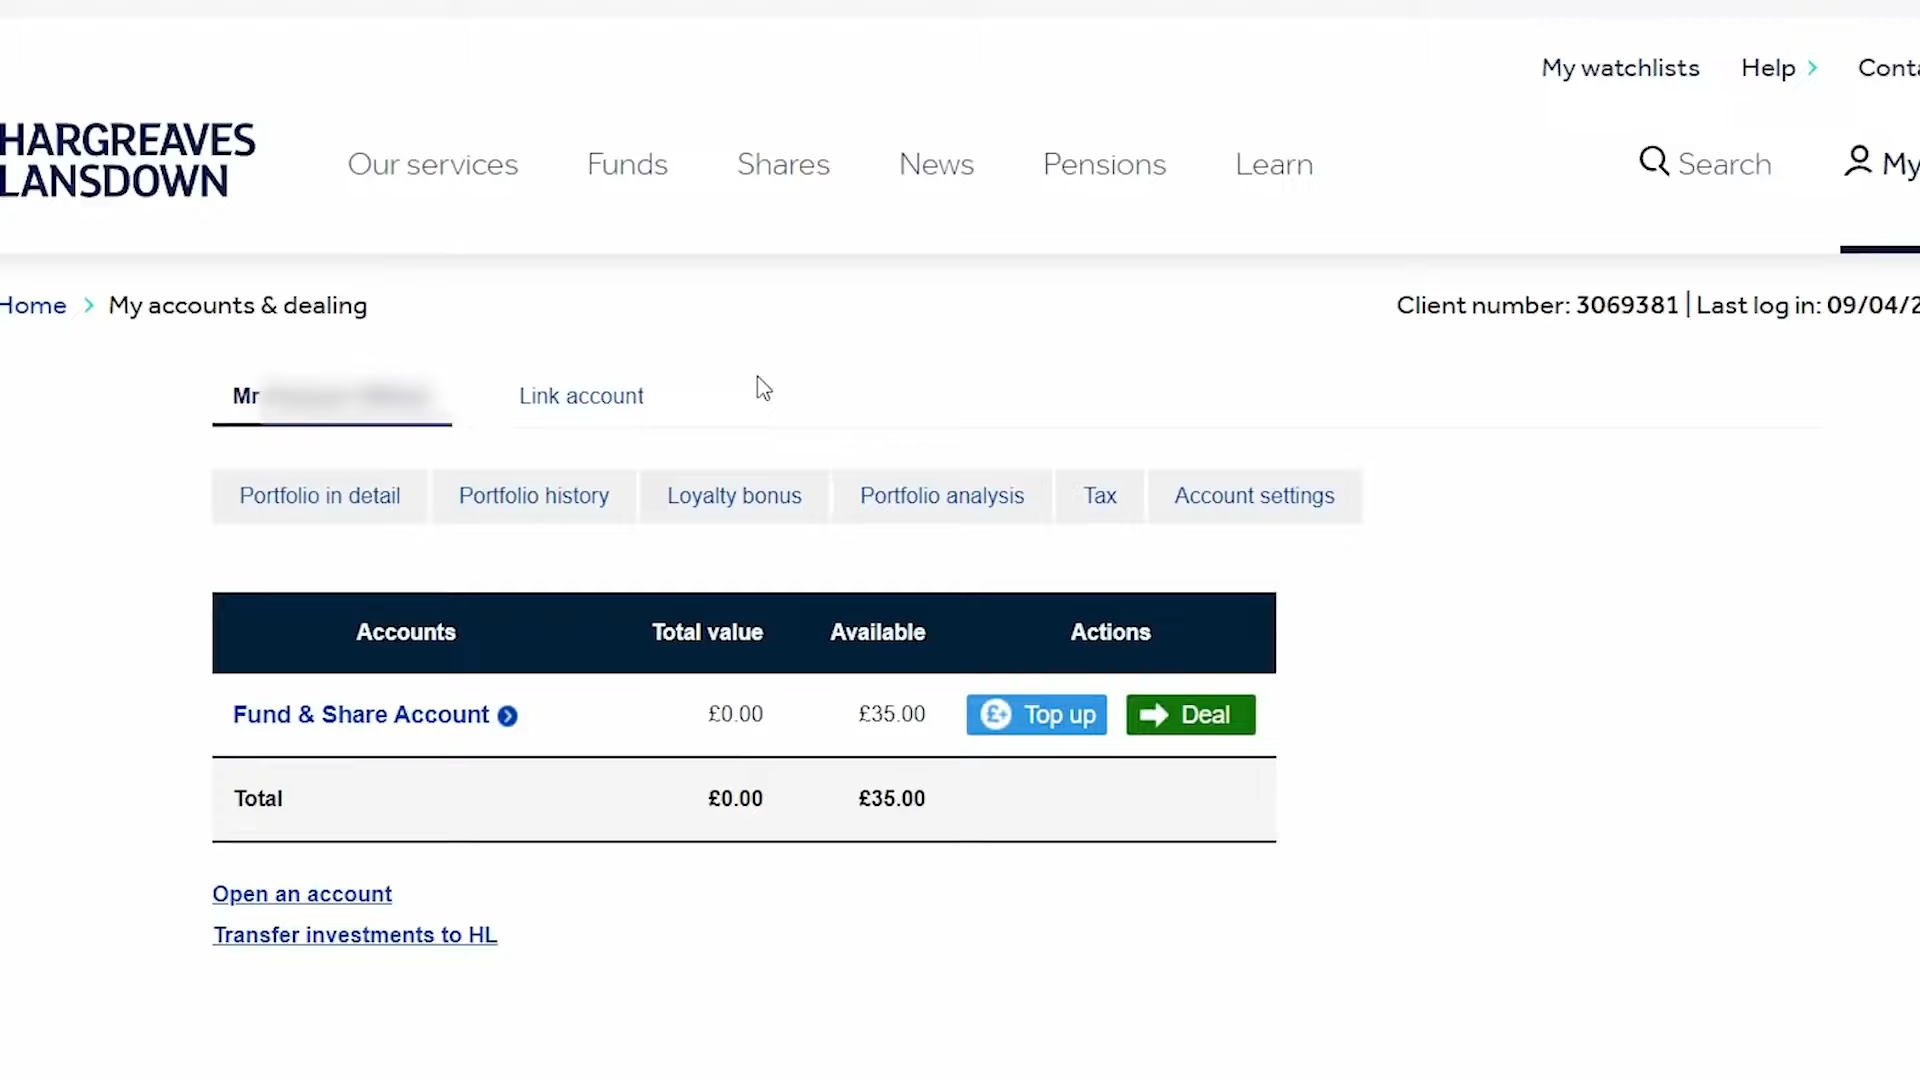 My watchlists Help Conta
HARGREAVES
LANSDOWN
Our services Funds Shares News Pensions Learn Search My
Home My accounts & dealing Client number: 3069381 | Last log in: 09/04/2
Mr Link account
Portfolio in detail Portfolio history Loyalty bonus Portfolio analysis Tax Account settings
Accounts Total value Available Actions
Fund & Share Account £0.00 £35.00 £+ Top up Deal
Total £0.00 £35.00
Open an account
Transfer investments to HL